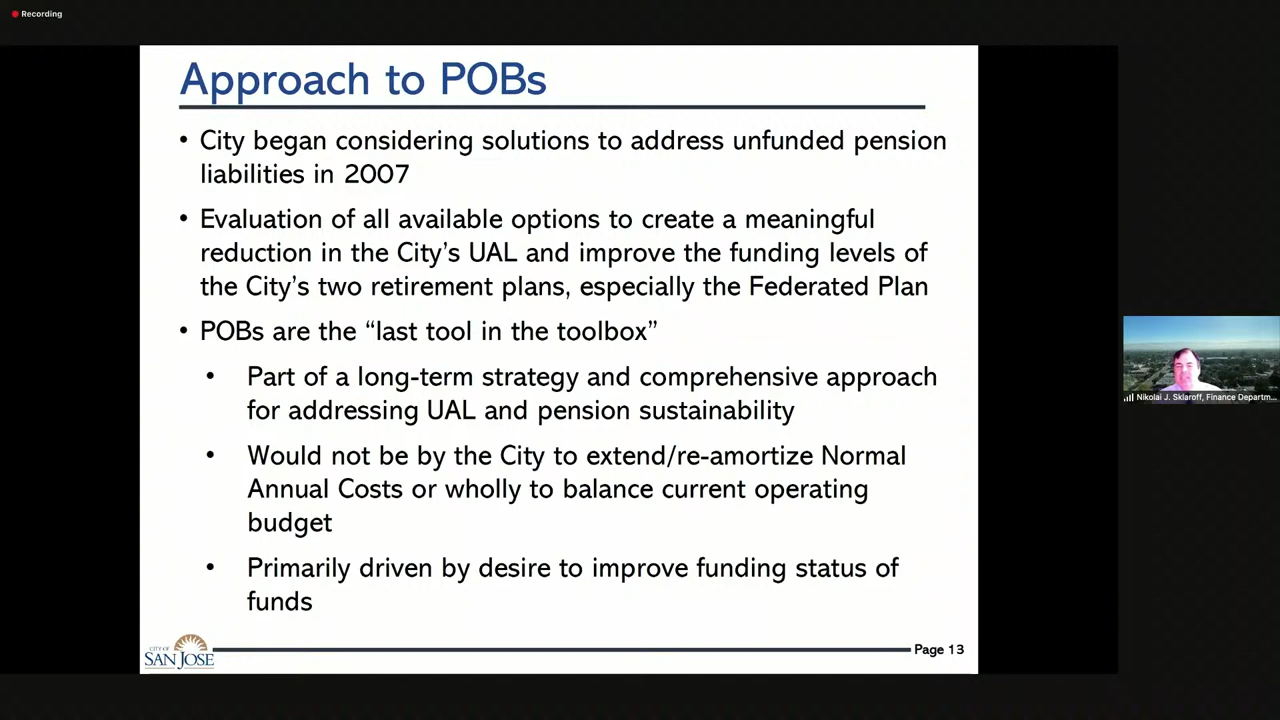 Recording
Approach to POBs
• City began considering solutions to address unfunded pension
liabilities in 2007
• Evaluation of all available options to create a meaningful
reduction in the City’s UAL and improve the funding levels of
the City’s two retirement plans, especially the Federated Plan
• POBs are the “last tool in the toolbox”
• Part of a long-term strategy and comprehensive approach
for addressing UAL and pension sustainability
• Would not be by the City to extend/re-amortize Normal
Annual Costs or wholly to balance current operating
budget
• Primarily driven by desire to improve funding status of
funds
Nikolai J. Sklaroff, Finance Departm...
CITY OF
SAN JOSE
Page 13